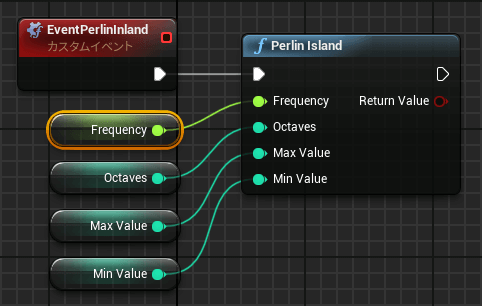 EventPerlinInland
カスタムイベント
Perlin Island
Frequency
Return Value
Octaves
Max Value
Min Value
Frequency
Octaves
Max Value
Min Value